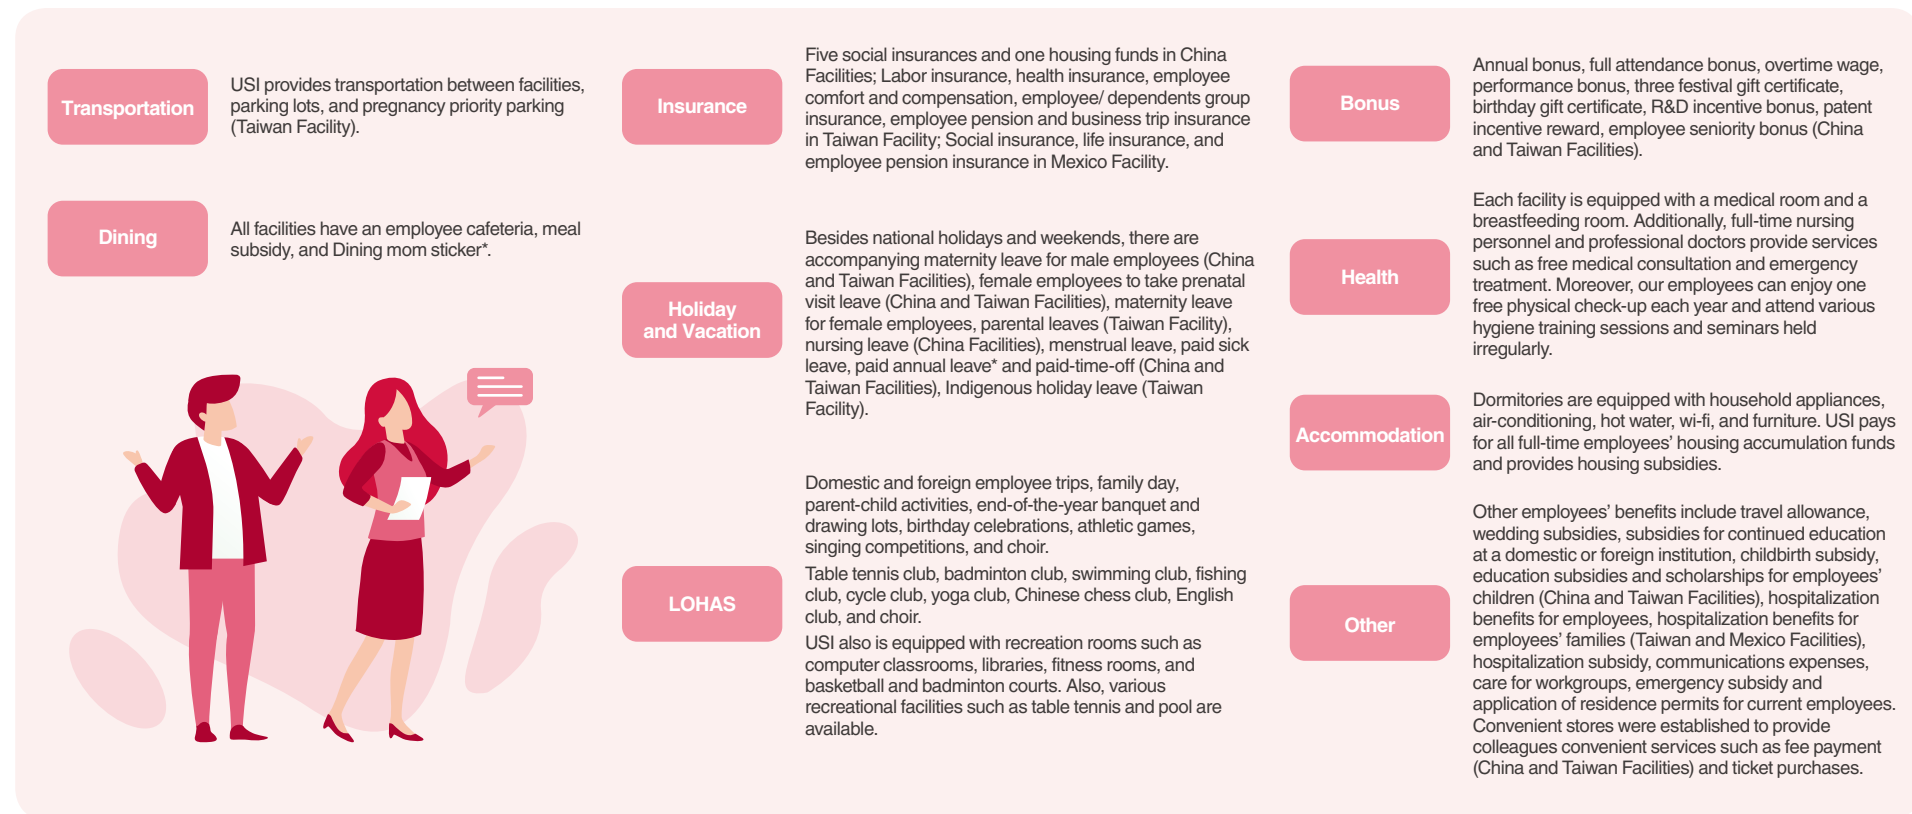 Transportation
USI provides transportation between facilities,
parking lots, and pregnancy priority parking
(Taiwan Facility).
Dining
All facilities have an employee cafeteria, meal
subsidy, and Dining mom sticker*.
Insurance
Five social insurances and one housing funds in China
Facilities; Labor insurance, health insurance, employee
comfort and compensation, employee/ dependents group
insurance, employee pension and business trip insurance
in Taiwan Facility; Social insurance, life insurance, and
employee pension insurance in Mexico Facility.
Holiday
and Vacation
Besides national holidays and weekends, there are
accompanying maternity leave for male employees (China
and Taiwan Facilities), female employees to take prenatal
visit leave (China and Taiwan Facilities), maternity leave
for female employees, parental leaves (Taiwan Facility),
nursing leave (China Facilities), menstrual leave, paid sick
leave, paid annual leave* and paid-time-off (China and
Taiwan Facilities), Indigenous holiday leave (Taiwan
Facility).
LOHAS
Domestic and foreign employee trips, family day,
parent-child activities, end-of-the-year banquet and
drawing lots, birthday celebrations, athletic games,
singing competitions, and choir.
Table tennis club, badminton club, swimming club, fishing
club, cycle club, yoga club, Chinese chess club, English
club, and choir.
USI also is equipped with recreation rooms such as
computer classrooms, libraries, fitness rooms, and
basketball and badminton courts. Also, various
recreational facilities such as table tennis and pool are
available.
Bonus
Annual bonus, full attendance bonus, overtime wage,
performance bonus, three festival gift certificate,
birthday gift certificate, R&D incentive bonus, patent
incentive reward, employee seniority bonus (China
and Taiwan Facilities).
Health
Each facility is equipped with a medical room and a
breastfeeding room. Additionally, full-time nursing
personnel and professional doctors provide services
such as free medical consultation and emergency
treatment. Moreover, our employees can enjoy one
free physical check-up each year and attend various
hygiene training sessions and seminars held
irregularly.
Accommodation
Dormitories are equipped with household appliances,
air-conditioning, hot water, wi-fi, and furniture. USI pays
for all full-time employees' housing accumulation funds
and provides housing subsidies.
Other
Other employees' benefits include travel allowance,
wedding subsidies, subsidies for continued education
at a domestic or foreign institution, childbirth subsidy,
education subsidies and scholarships for employees'
children (China and Taiwan Facilities), hospitalization
benefits for employees, hospitalization benefits for
employees' families (Taiwan and Mexico Facilities),
hospitalization subsidy, communications expenses,
care for workgroups, emergency subsidy and
application of residence permits for current employees.
Convenient stores were established to provide
colleagues convenient services such as fee payment
(China and Taiwan Facilities) and ticket purchases.